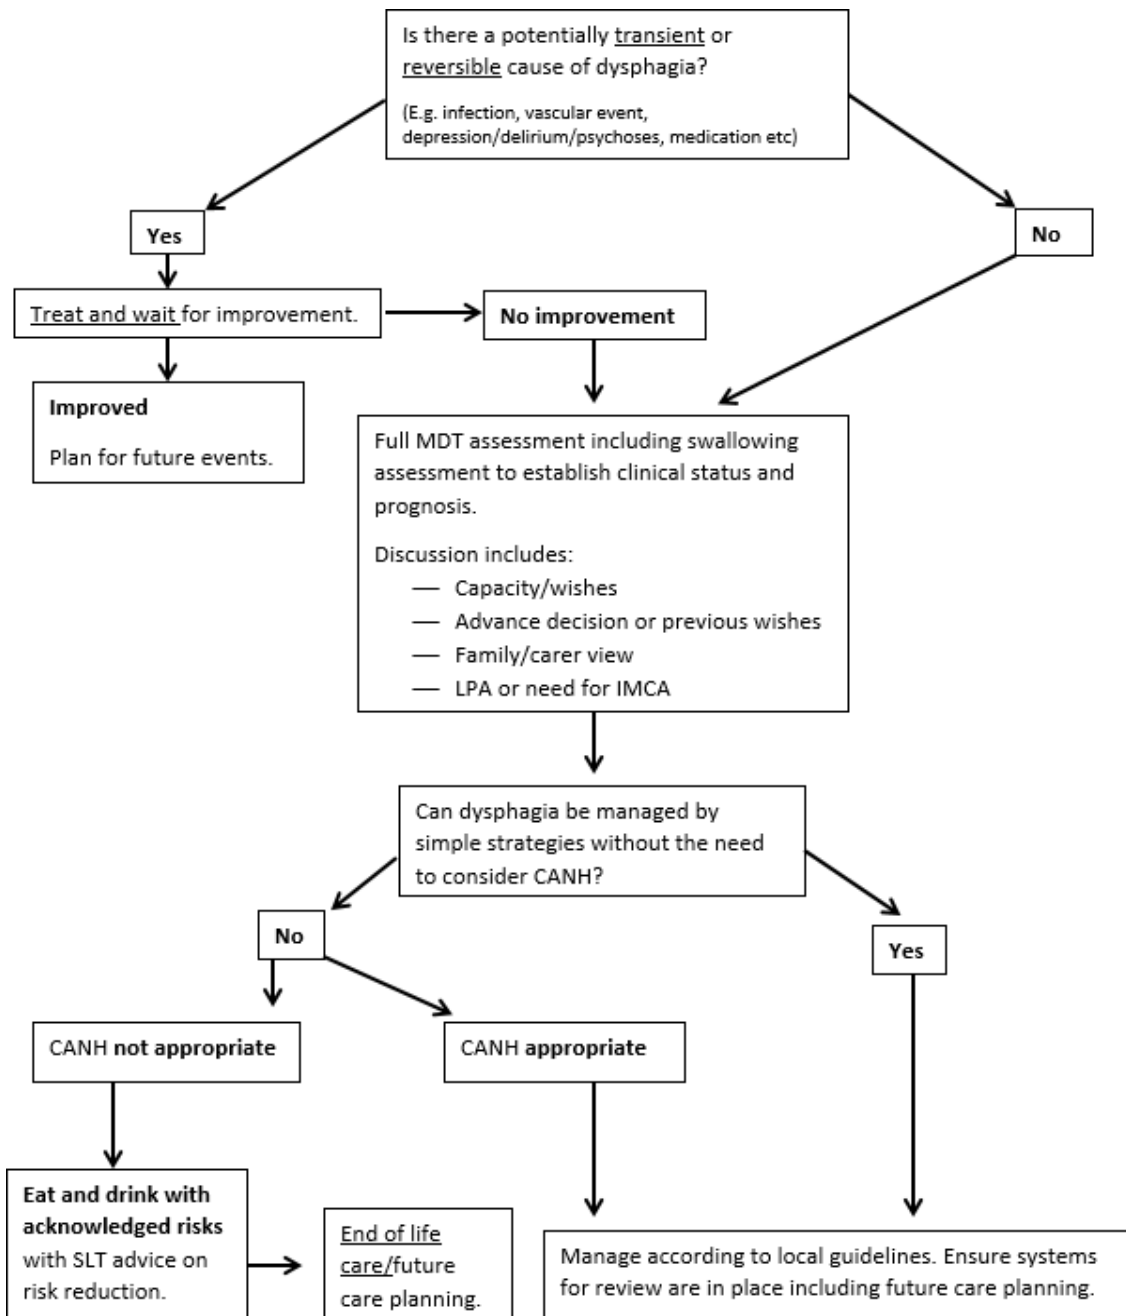 Is there a potentially transient or
reversible cause of dysphagia?
(E.g. infection, vascular event,
depression/delirium/psychoses, medication etc)
Yes
No
Treat and wait for improvement.
No improvement
Improved
Plan for future events.
Full MDT assessment including swallowing
assessment to establish clinical status and
prognosis.
Discussion includes:
— Capacity/wishes
— Advance decision or previous wishes
— Family/carer view
— LPA or need for IMCA
Can dysphagia be managed by
simple strategies without the need
to consider CANH?
No
Yes
CANH not appropriate
CANH appropriate
Eat and drink with
acknowledged risks
with SLT advice on
risk reduction.
End of life
care/future
care planning.
Manage according to local guidelines. Ensure systems
for review are in place including future care planning.